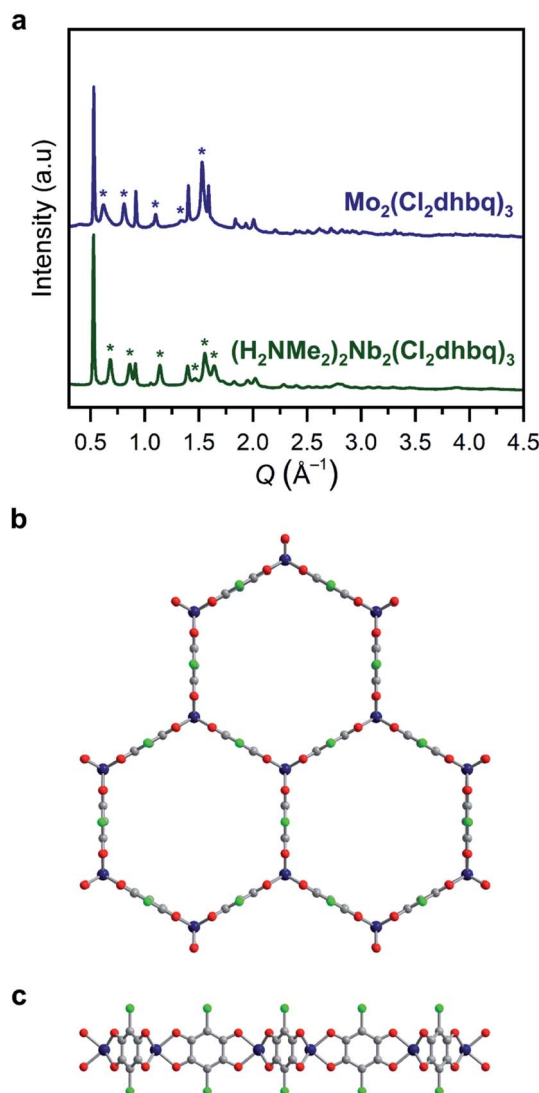 a
Intensity (a.u)
* * * * *
Mo₂(Cl₂dhbq)₃
* * * * * *
(H₂NMe₂)₂Nb₂(Cl₂dhbq)₃
0.5 1.0 1.5 2.0 2.5 3.0 3.5 4.0 4.5
Q (Å⁻¹)
b
c